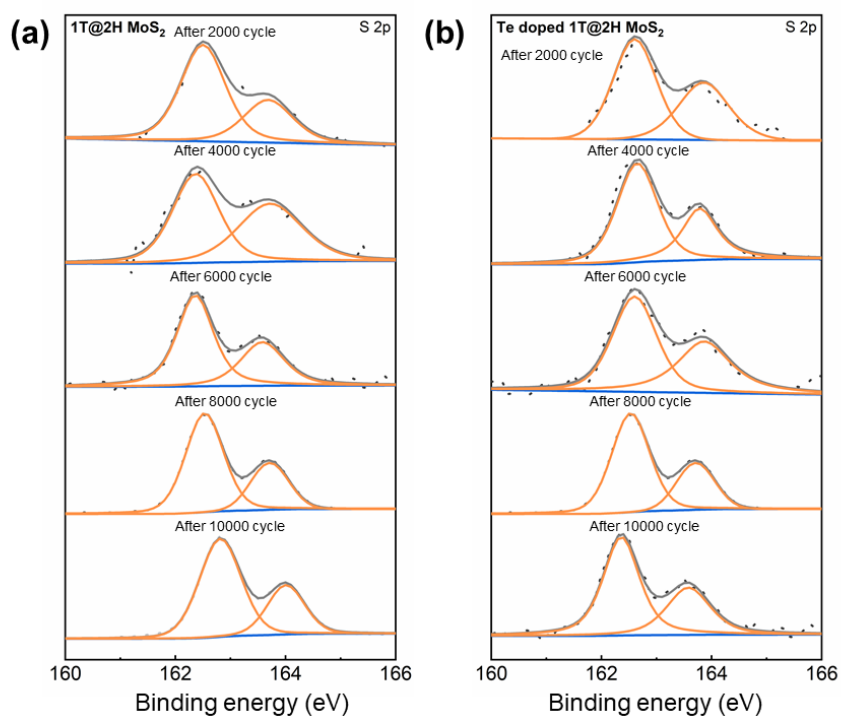 (a)
1T@2H MoS₂
S 2p
After 2000 cycle
After 4000 cycle
After 6000 cycle
After 8000 cycle
After 10000 cycle
160 162 164 166
Binding energy (eV)
(b)
Te doped 1T@2H MoS₂
S 2p
After 2000 cycle
After 4000 cycle
After 6000 cycle
After 8000 cycle
After 10000 cycle
160 162 164 166
Binding energy (eV)